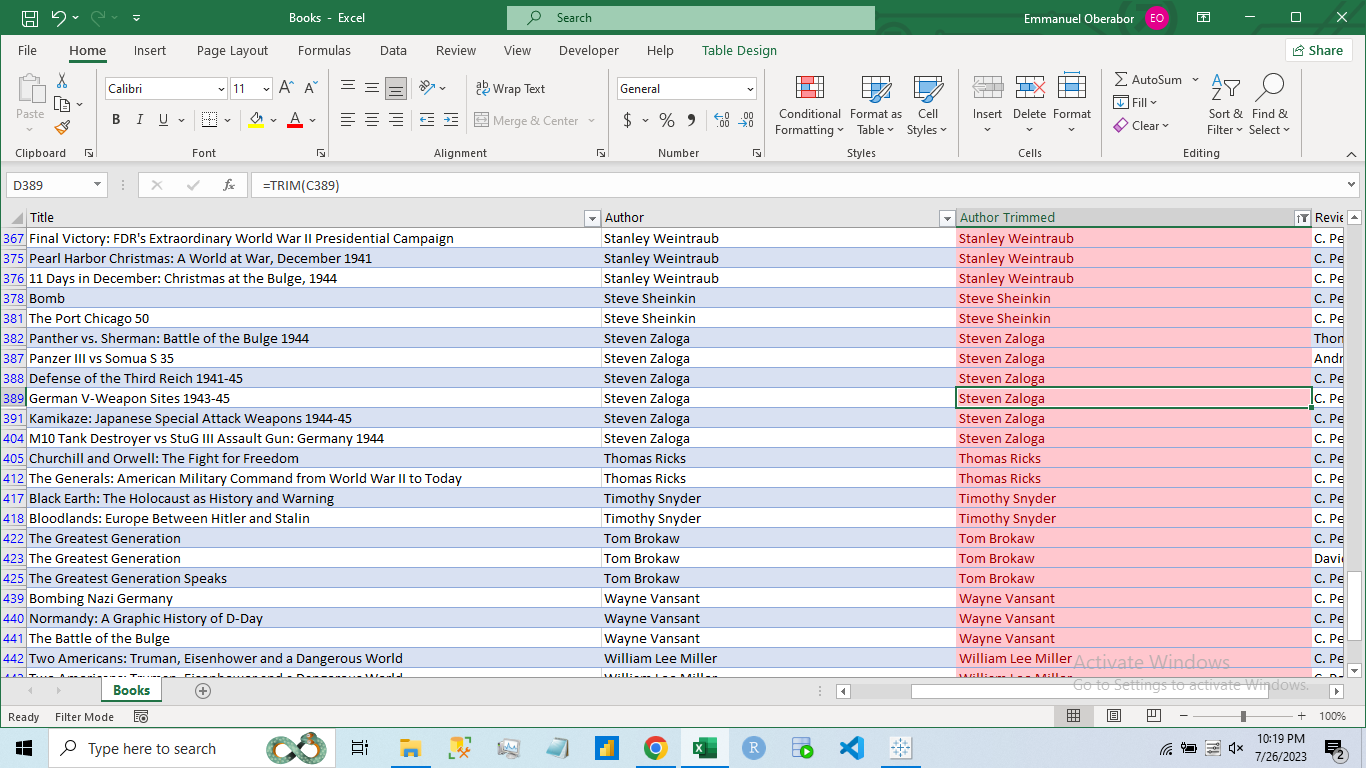 Books - Excel
Search
Emmanuel Oberabor
EO
File Home Insert Page Layout Formulas Data Review View Developer Help Table Design
Share
Paste
Clipboard
Calibri 11
B I U A
Font
Wrap Text
Merge & Center
Alignment
General
$ %
Number
Conditional Formatting
Format as Table
Cell Styles
Styles
Insert
Delete
Format
Cells
AutoSum
Fill
Clear
Sort & Filter
Find & Select
Editing
D389
fx
=TRIM(C389)
Title Author Author Trimmed Revie
367 Final Victory: FDR's Extraordinary World War II Presidential Campaign Stanley Weintraub Stanley Weintraub C. Pe
375 Pearl Harbor Christmas: A World at War, December 1941 Stanley Weintraub Stanley Weintraub C. Pe
376 11 Days in December: Christmas at the Bulge, 1944 Stanley Weintraub Stanley Weintraub C. Pe
378 Bomb Steve Sheinkin Steve Sheinkin C. Pe
381 The Port Chicago 50 Steve Sheinkin Steve Sheinkin C. Pe
382 Panther vs. Sherman: Battle of the Bulge 1944 Steven Zaloga Steven Zaloga Thon
387 Panzer III vs Somua S 35 Steven Zaloga Steven Zaloga Andr
388 Defense of the Third Reich 1941-45 Steven Zaloga Steven Zaloga C. Pe
389 German V-Weapon Sites 1943-45 Steven Zaloga Steven Zaloga C. Pe
391 Kamikaze: Japanese Special Attack Weapons 1944-45 Steven Zaloga Steven Zaloga C. Pe
404 M10 Tank Destroyer vs StuG III Assault Gun: Germany 1944 Steven Zaloga Steven Zaloga C. Pe
405 Churchill and Orwell: The Fight for Freedom Thomas Ricks Thomas Ricks C. Pe
412 The Generals: American Military Command from World War II to Today Thomas Ricks Thomas Ricks C. Pe
417 Black Earth: The Holocaust as History and Warning Timothy Snyder Timothy Snyder C. Pe
418 Bloodlands: Europe Between Hitler and Stalin Timothy Snyder Timothy Snyder C. Pe
422 The Greatest Generation Tom Brokaw Tom Brokaw C. Pe
423 The Greatest Generation Tom Brokaw Tom Brokaw Davi
425 The Greatest Generation Speaks Tom Brokaw Tom Brokaw C. Pe
439 Bombing Nazi Germany Wayne Vansant Wayne Vansant C. Pe
440 Normandy: A Graphic History of D-Day Wayne Vansant Wayne Vansant C. Pe
441 The Battle of the Bulge Wayne Vansant Wayne Vansant C. Pe
442 Two Americans: Truman, Eisenhower and a Dangerous World William Lee Miller William Lee Miller C. Pe
Activate Windows
Go to Settings to activate Windows.
Books
Ready Filter Mode
100%
Type here to search
10:19 PM
7/26/2023
2